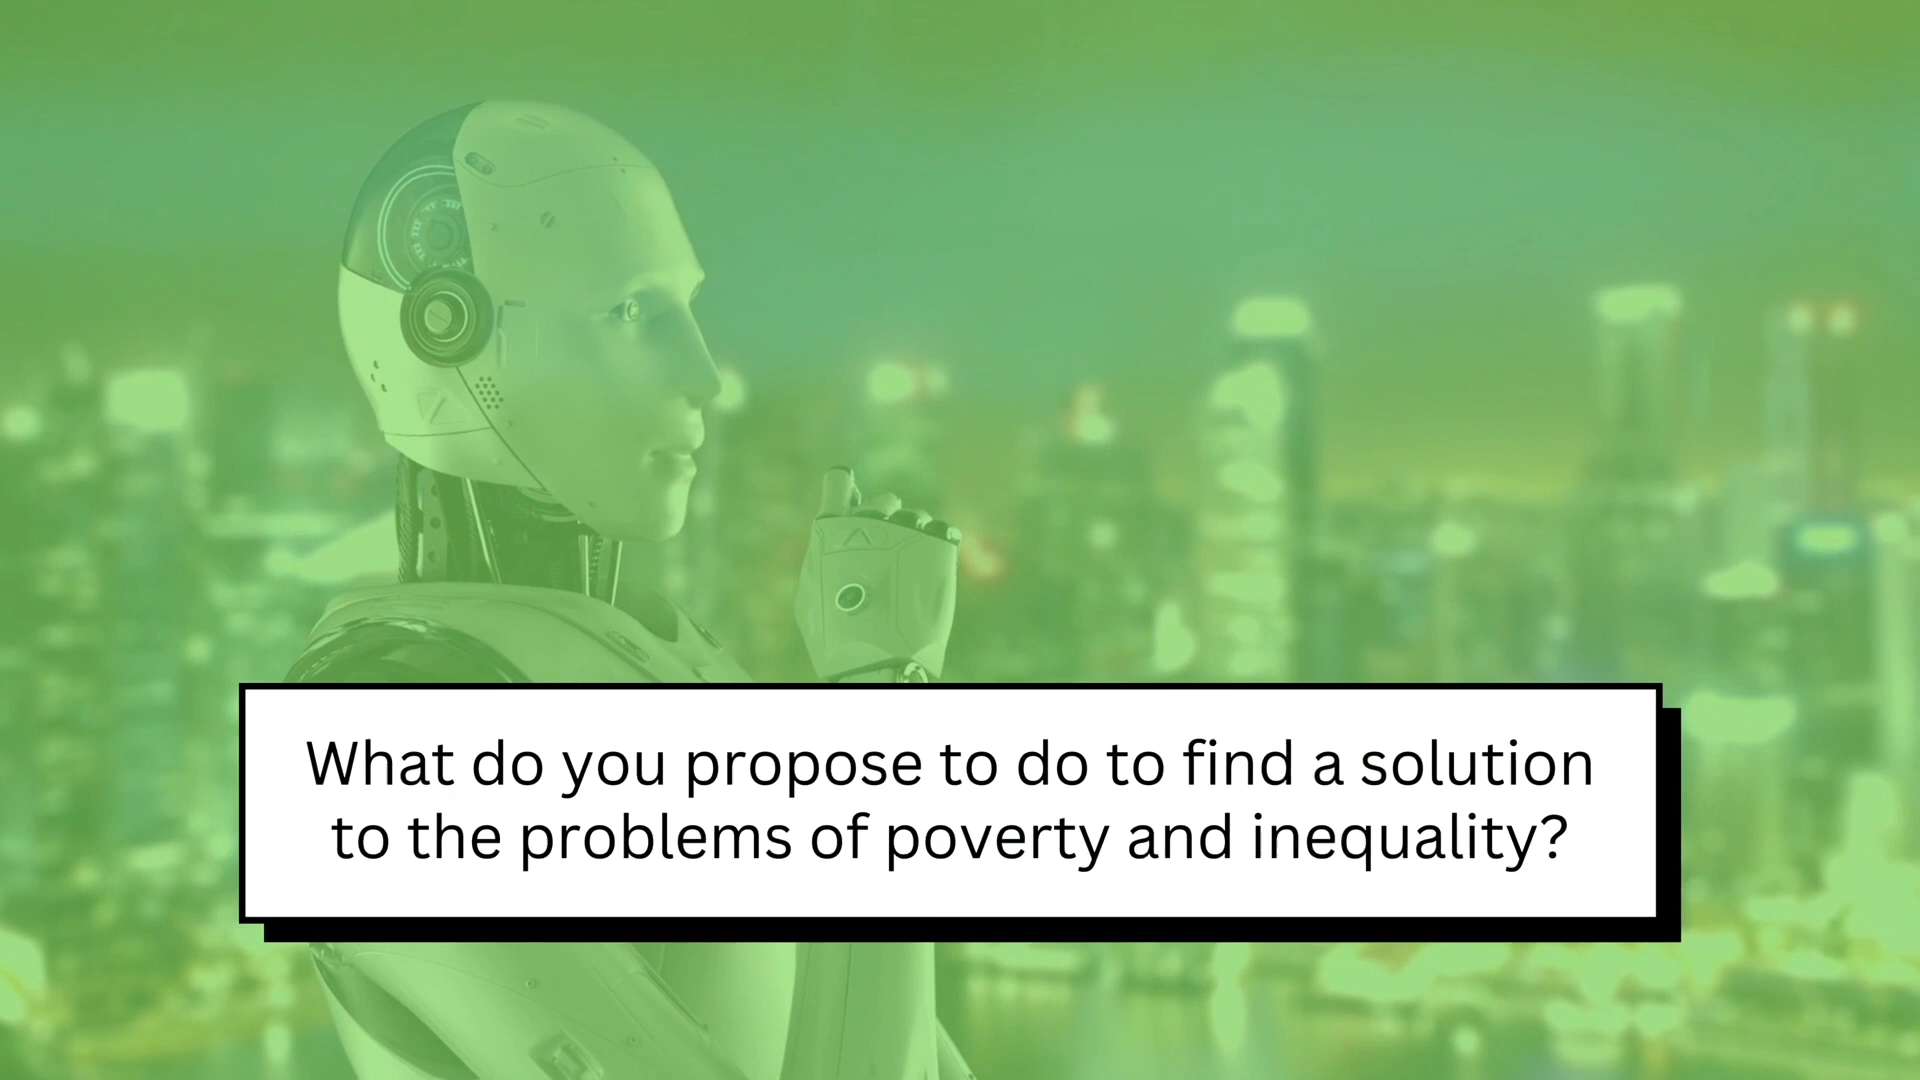 What do you propose to do to find a solution
to the problems of poverty and inequality?